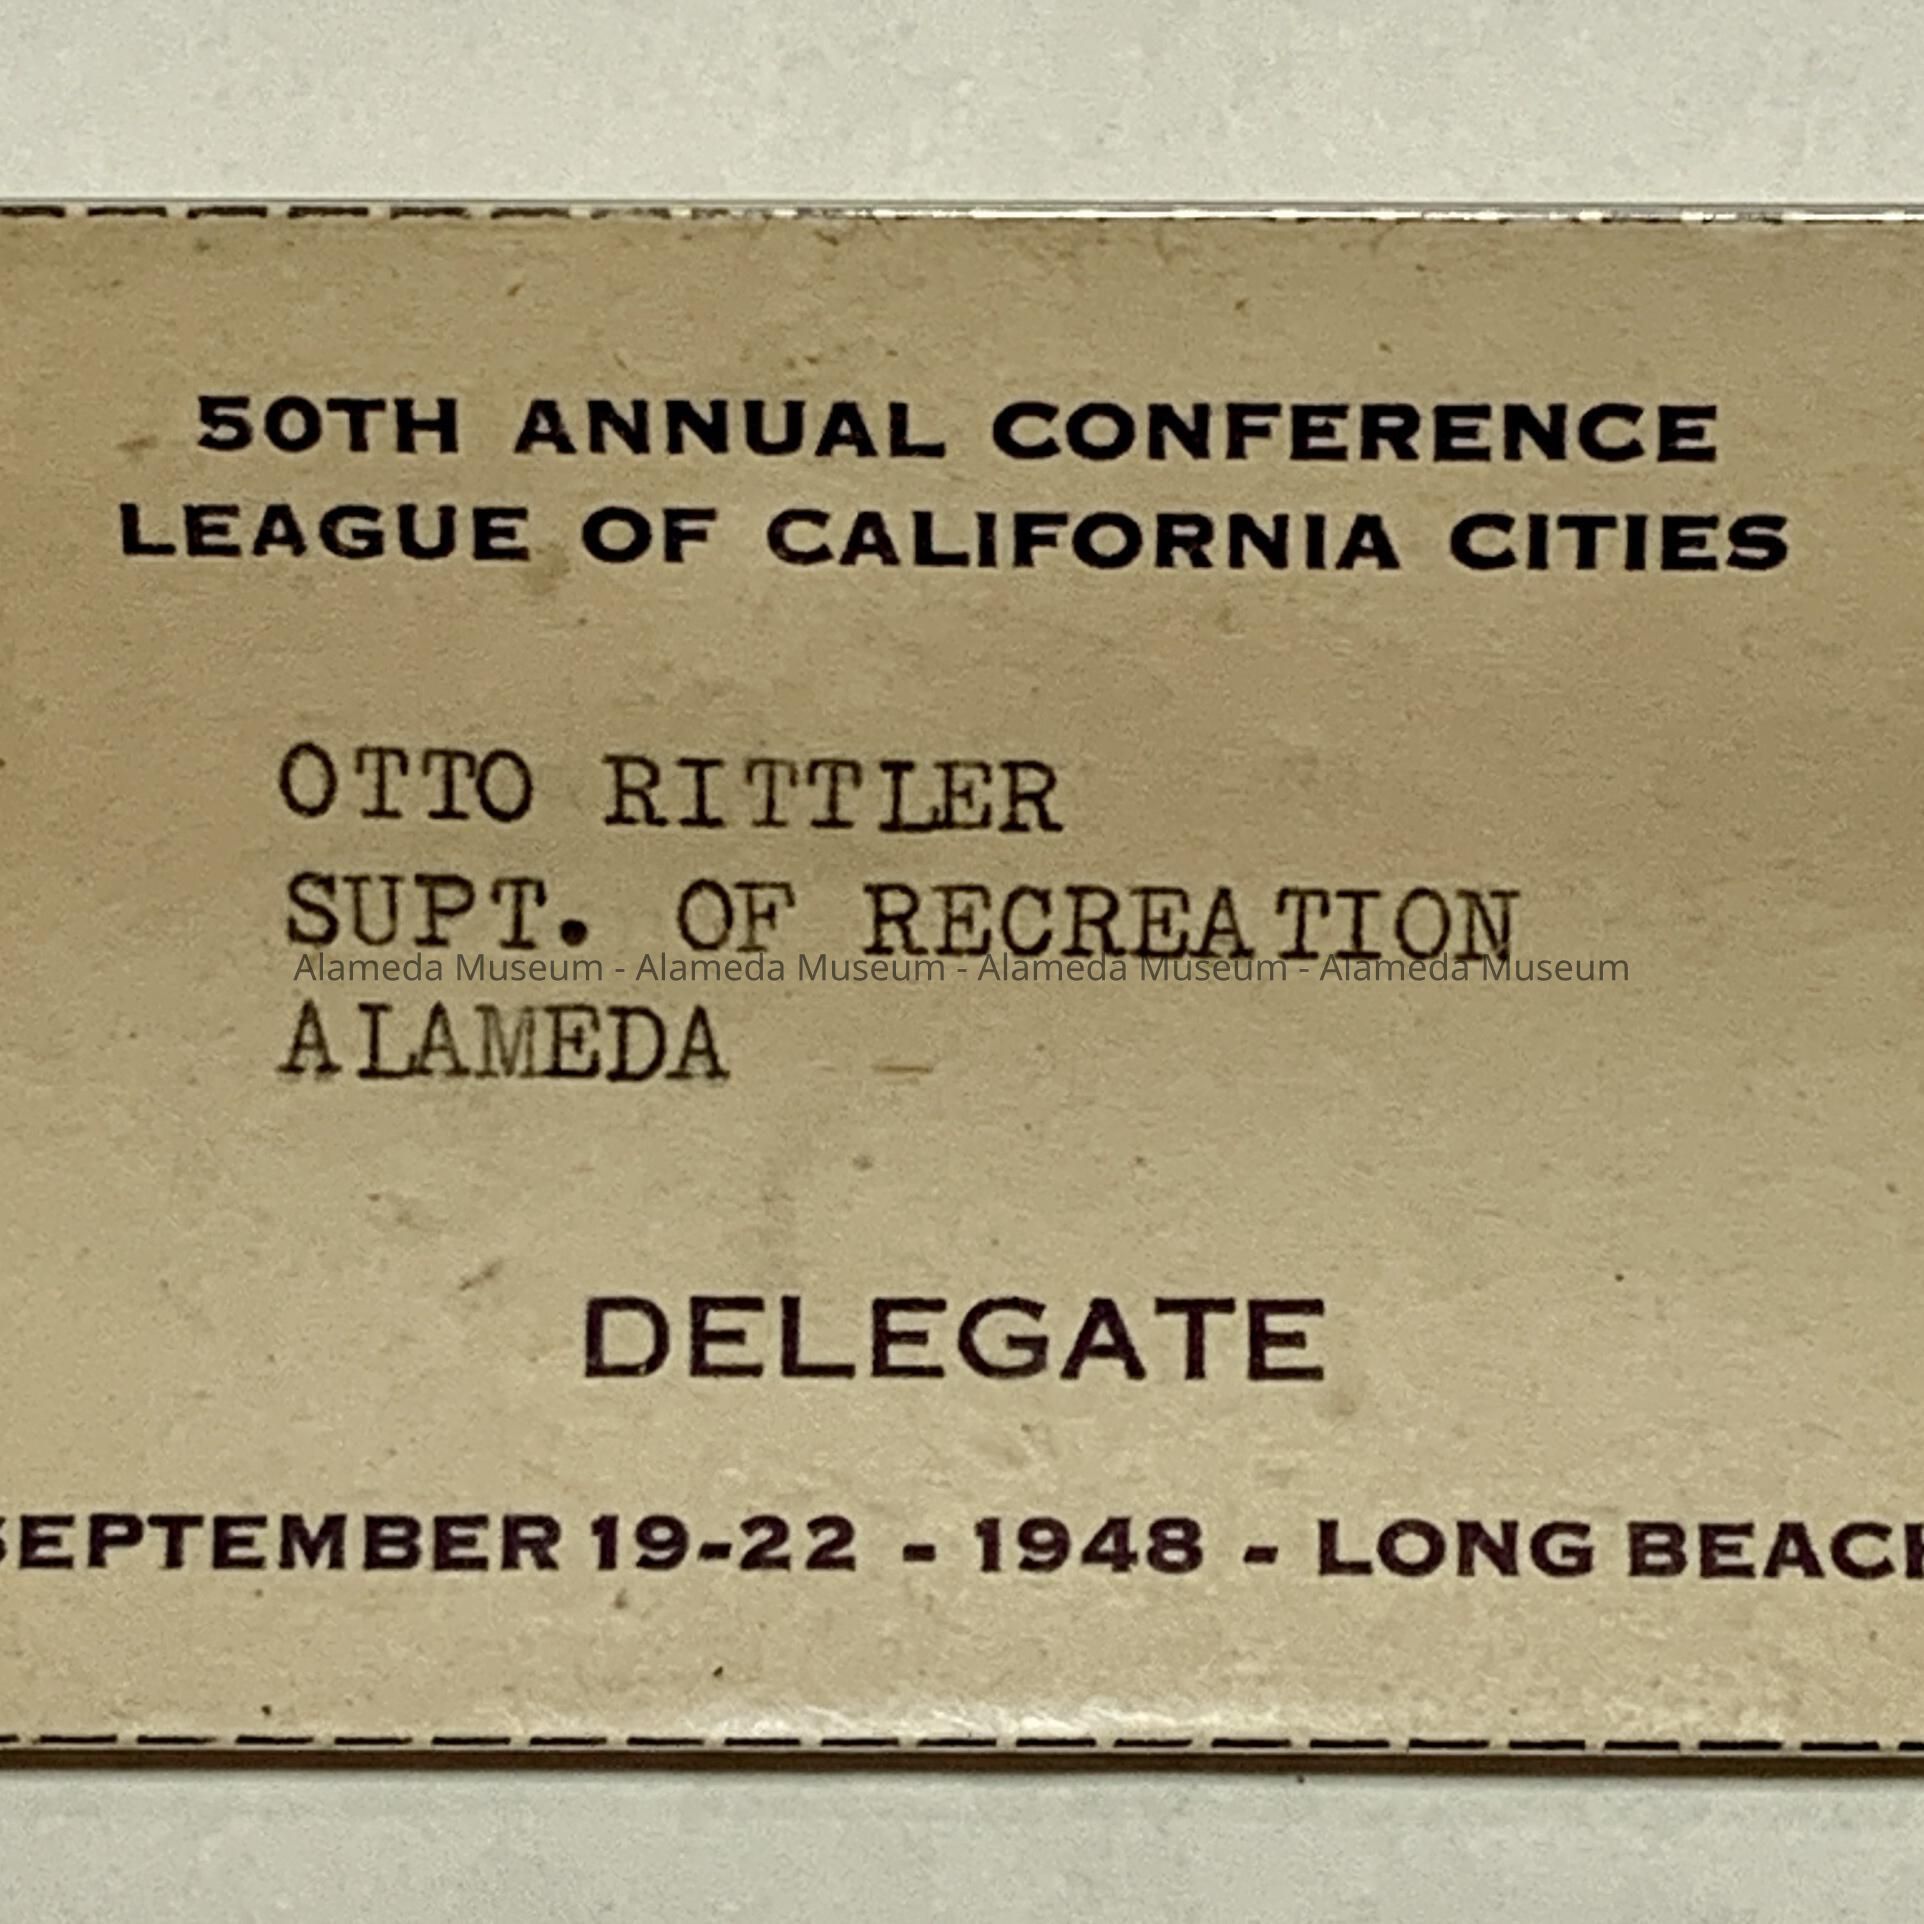 50TH ANNUAL CONFERENCE
LEAGUE OF CALIFORNIA CITIES
OTTO RITTLER
SUPT. OF RECREATION
Alameda Museum - Alameda Museum - Alameda Museum - Alameda Museum
ALAMEDA
DELEGATE
SEPTEMBER 19-22 - 1948 - LONG BEACH